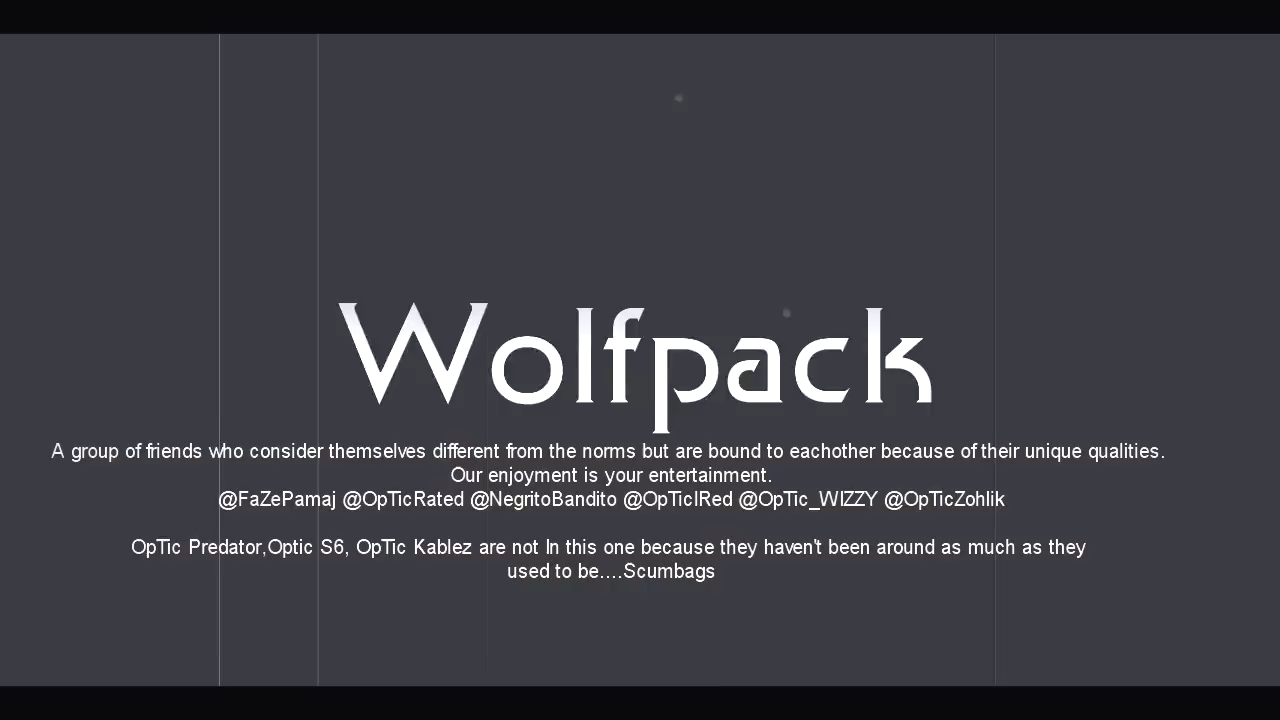 Wolfpack
A group of friends who consider themselves different from the norms but are bound to eachother because of their unique qualities.
Our enjoyment is your entertainment.
@FaZePamaj @OpTicRated @NegritoBandito @OpTicIRed @OpTic_WIZZY @OpTicZohlik
OpTic Predator,Optic S6, OpTic Kablez are not In this one because they haven't been around as much as they
used to be....Scumbags